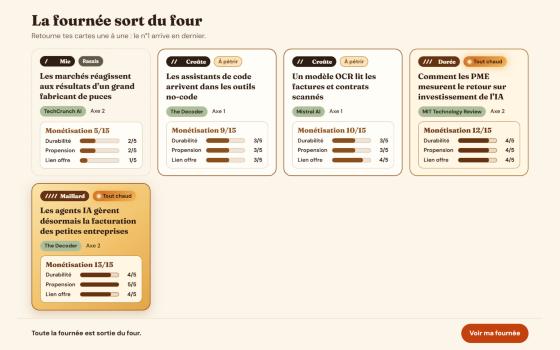 La fournée sort du four
Retourne tes cartes une à une : le n°1 arrive en dernier.
/ Mie Rassis
Les marchés réagissent
aux résultats d'un grand
fabricant de puces
TechCrunch AI Axe 2
Monétisation 5/15
Durabilité 2/5
Propension 2/5
Lien offre 1/5
// Croûte À pétrir
Les assistants de code
arrivent dans les outils
no-code
The Decoder Axe 1
Monétisation 9/15
Durabilité 3/5
Propension 3/5
Lien offre 3/5
// Croûte À pétrir
Un modèle OCR lit les
factures et contrats
scannés
Mistral AI Axe 1
Monétisation 10/15
Durabilité 3/5
Propension 3/5
Lien offre 4/5
/// Dorée Tout chaud
Comment les PME
mesurent le retour sur
investissement de l'IA
MIT Technology Review Axe 2
Monétisation 12/15
Durabilité 4/5
Propension 4/5
Lien offre 4/5
//// Maillard Tout chaud
Les agents IA gèrent
désormais la facturation
des petites entreprises
The Decoder Axe 2
Monétisation 13/15
Durabilité 4/5
Propension 5/5
Lien offre 4/5
Toute la fournée est sortie du four.
Voir ma fournée